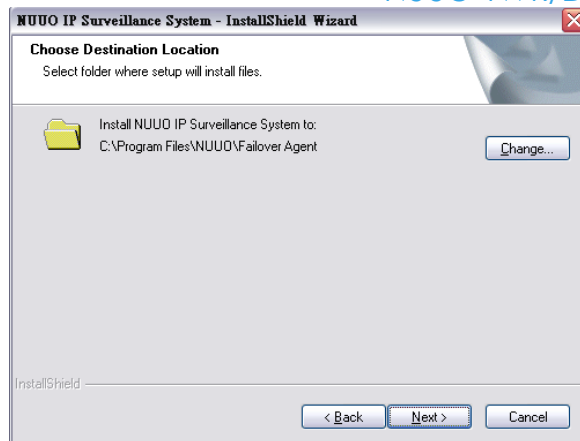 NUUO IP Surveillance System - InstallShield Wizard
Choose Destination Location
Select folder where setup will install files.
Install NUUO IP Surveillance System to:
C:\Program Files\NUUO\Failover Agent
Change...
InstallShield
< Back
Next >
Cancel